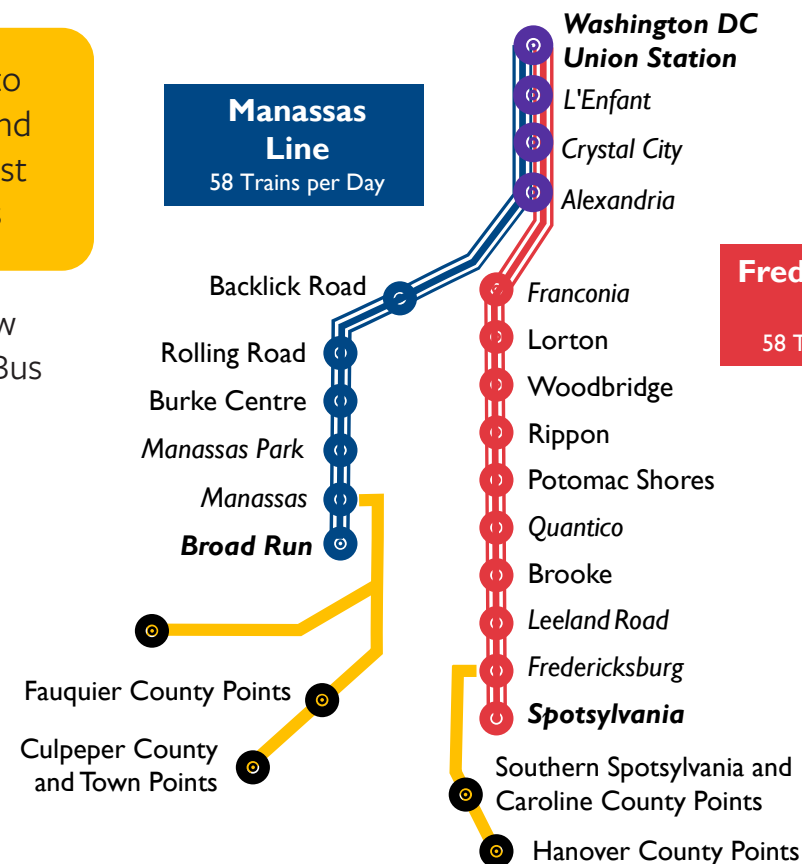 Washington DC
Union Station
L'Enfant
Crystal City
Alexandria
Manassas
Line
58 Trains per Day
Backlick Road
Rolling Road
Burke Centre
Manassas Park
Manassas
Broad Run
Fauquier County Points
Culpeper County
and Town Points
Franconia
Lorton
Woodbridge
Rippon
Potomac Shores
Quantico
Brooke
Leeland Road
Fredericksburg
Spotsylvania
Southern Spotsylvania and
Caroline County Points
Hanover County Points
58